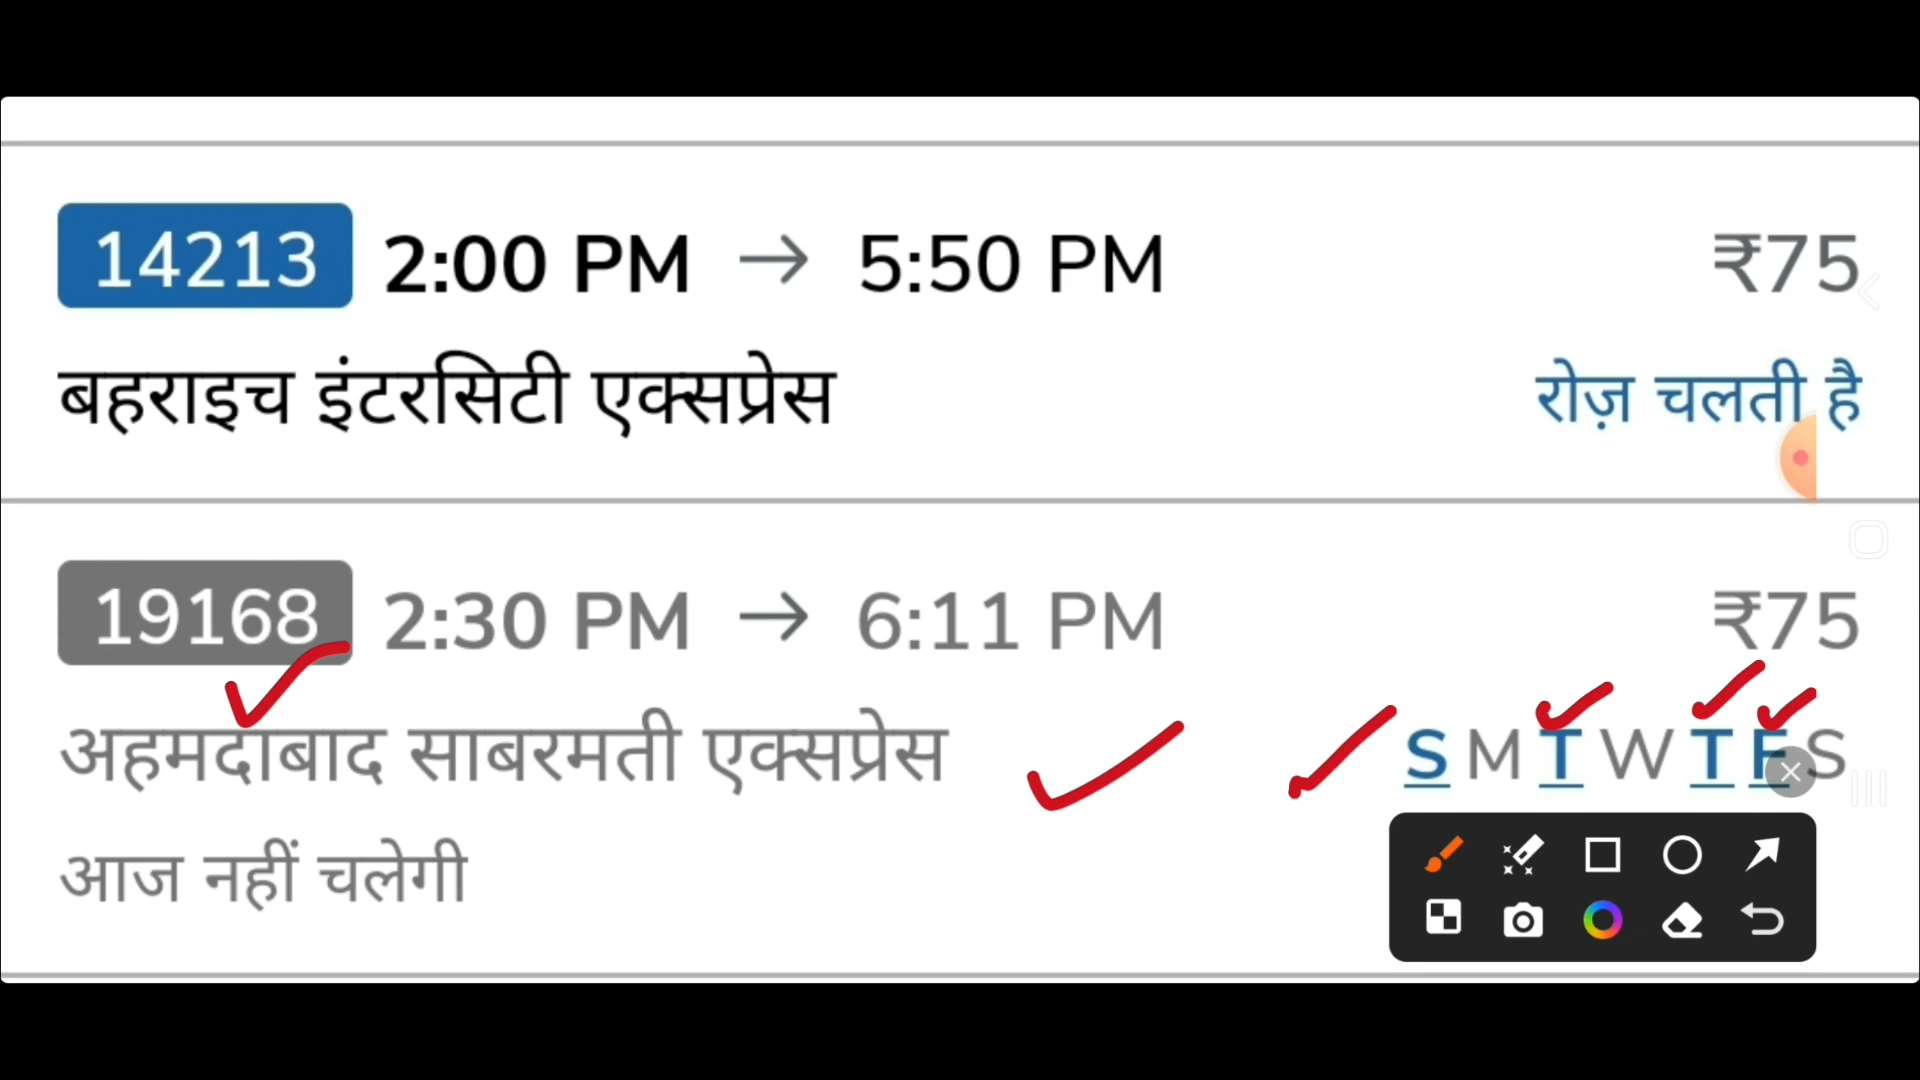 14213 2:00 PM → 5:50 PM ₹75
बहराइच इंटरसिटी एक्सप्रेस रोज़ चलती है
19168 2:30 PM → 6:11 PM ₹75
अहमदाबाद साबरमती एक्सप्रेस S M T W T F S
आज नहीं चलेगी